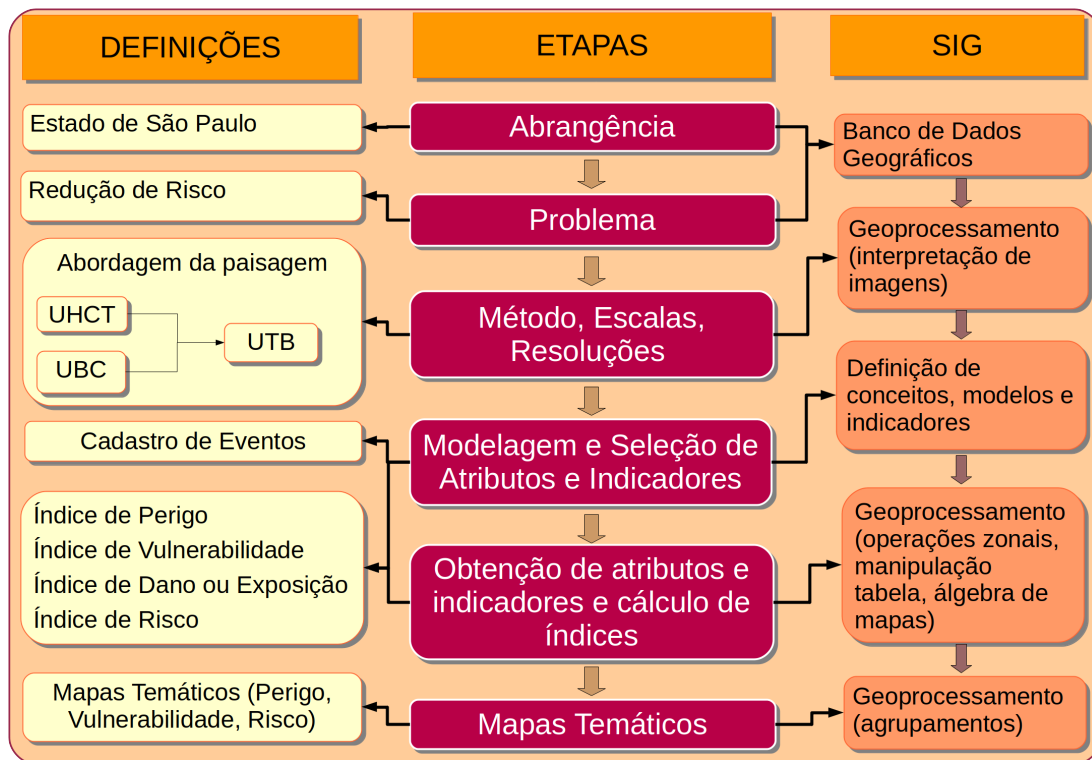 DEFINIÇÕES
ETAPAS
SIG
Estado de São Paulo
Abrangência
Banco de Dados
Geográficos
Redução de Risco
Problema
Geoprocessamento
(interpretação de
imagens)
Abordagem da paisagem
UHCT
UBC
UTB
Método, Escalas,
Resoluções
Definição de
conceitos, modelos e
indicadores
Cadastro de Eventos
Modelagem e Seleção de
Atributos e Indicadores
Índice de Perigo
Índice de Vulnerabilidade
Índice de Dano ou Exposição
Índice de Risco
Obtenção de atributos e
indicadores e cálculo de
índices
Geoprocessamento
(operações zonais,
manipulação
tabela, álgebra de
mapas)
Mapas Temáticos (Perigo,
Vulnerabilidade, Risco)
Mapas Temáticos
Geoprocessamento
(agrupamentos)